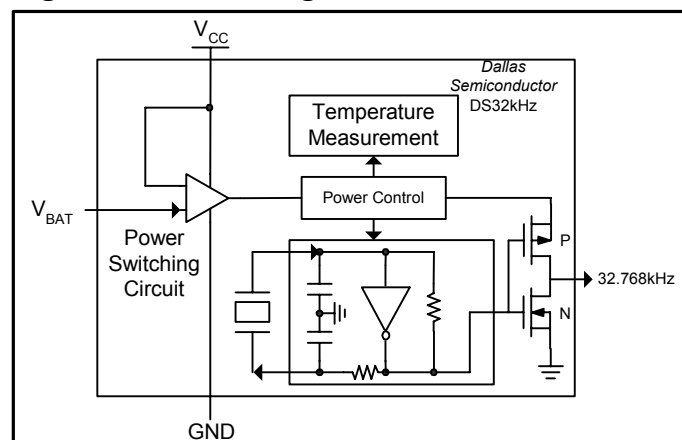 V_CC
Dallas
Semiconductor
DS32kHz
Temperature
Measurement
Power Control
V_BAT
Power
Switching
Circuit
P
32.768kHz
N
GND